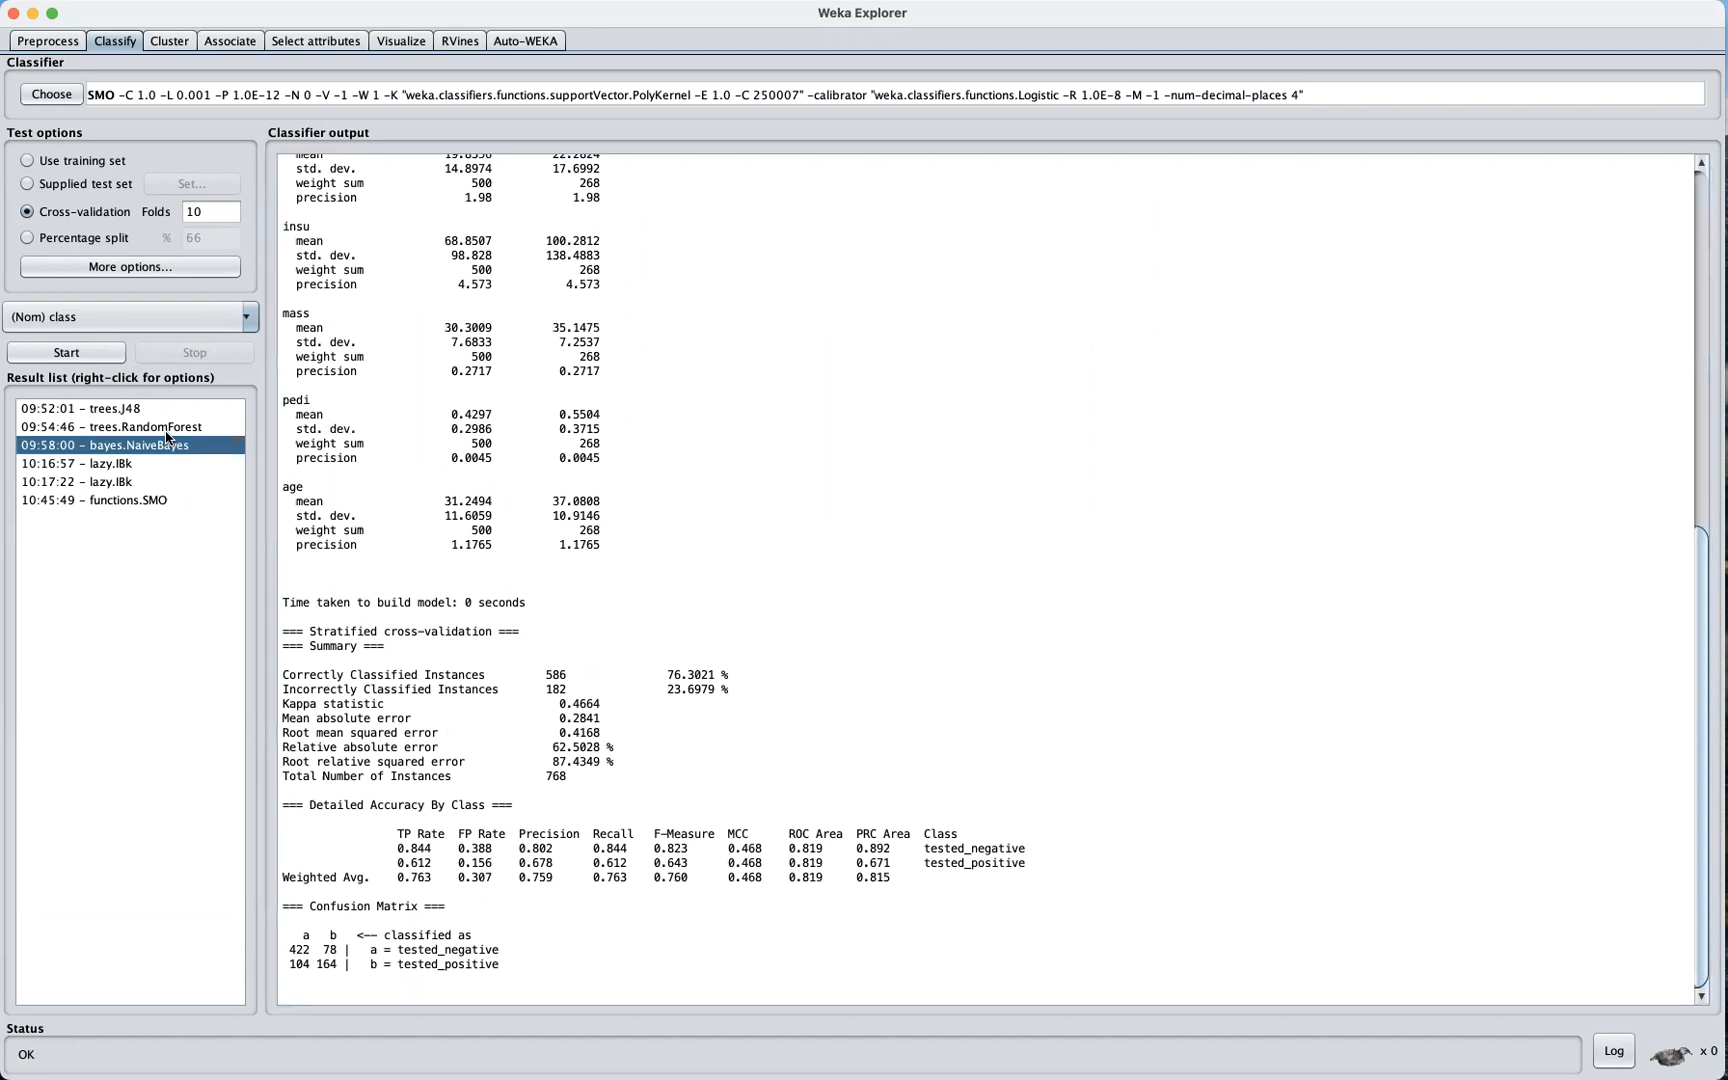 Weka Explorer
Preprocess Classify Cluster Associate Select attributes Visualize RVines Auto-WEKA
Classifier
Choose SMO -C 1.0 -L 0.001 -P 1.0E-12 -N 0 -V -1 -W 1 -K "weka.classifiers.functions.supportVector.PolyKernel -E 1.0 -C 250007" -calibrator "weka.classifiers.functions.Logistic -R 1.0E-8 -M -1 -num-decimal-places 4"
Test options
Use training set
Supplied test set Set...
Cross-validation Folds 10
Percentage split % 66
More options...
(Nom) class
Start Stop
Result list (right-click for options)
09:52:01 - trees.J48
09:54:46 - trees.RandomForest
09:58:00 - bayes.NaiveBayes
10:16:57 - lazy.IBk
10:17:22 - lazy.IBk
10:45:49 - functions.SMO
Classifier output
mean 19.8356 22.2824
std. dev. 14.8974 17.6992
weight sum 500 268
precision 1.98 1.98
insu
mean 68.8507 100.2812
std. dev. 98.828 138.4883
weight sum 500 268
precision 4.573 4.573
mass
mean 30.3009 35.1475
std. dev. 7.6833 7.2537
weight sum 500 268
precision 0.2717 0.2717
pedi
mean 0.4297 0.5504
std. dev. 0.2986 0.3715
weight sum 500 268
precision 0.0045 0.0045
age
mean 31.2494 37.0808
std. dev. 11.6059 10.9146
weight sum 500 268
precision 1.1765 1.1765
Time taken to build model: 0 seconds
=== Stratified cross-validation ===
=== Summary ===
Correctly Classified Instances 586 76.3021 %
Incorrectly Classified Instances 182 23.6979 %
Kappa statistic 0.4664
Mean absolute error 0.2841
Root mean squared error 0.4168
Relative absolute error 62.5028 %
Root relative squared error 87.4349 %
Total Number of Instances 768
=== Detailed Accuracy By Class ===
TP Rate FP Rate Precision Recall F-Measure MCC ROC Area PRC Area Class
0.844 0.388 0.802 0.844 0.823 0.468 0.819 0.892 tested_negative
0.612 0.156 0.678 0.612 0.643 0.468 0.819 0.671 tested_positive
Weighted Avg. 0.763 0.307 0.759 0.763 0.760 0.468 0.819 0.815
=== Confusion Matrix ===
a b <-- classified as
422 78 | a = tested_negative
104 164 | b = tested_positive
Status
OK
Log x 0